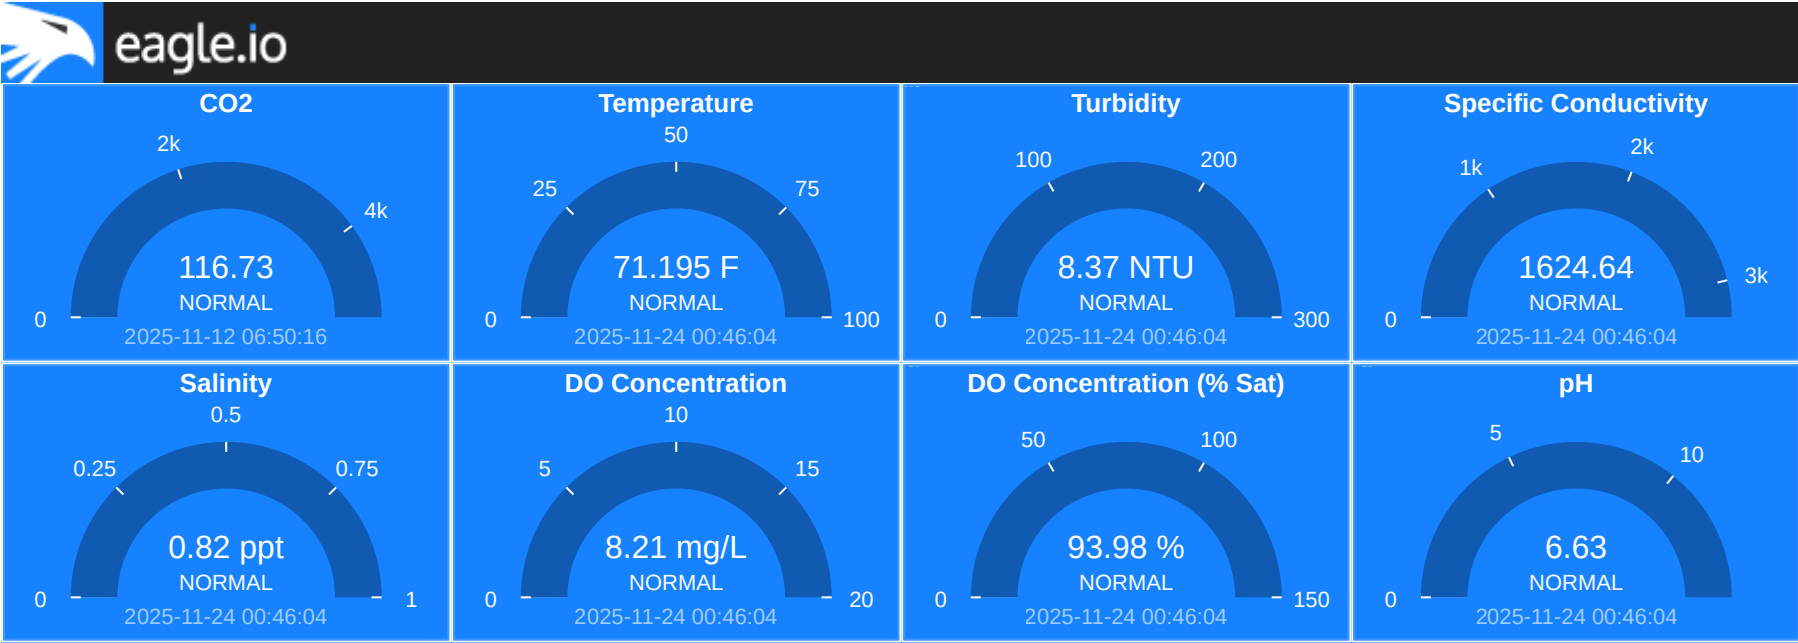 eagle.io
CO2
2k
4k
0
116.73
NORMAL
2025-11-12 06:50:16
Temperature
50
25
75
0
100
71.195 F
NORMAL
2025-11-24 00:46:04
Turbidity
100
200
0
300
8.37 NTU
NORMAL
2025-11-24 00:46:04
Specific Conductivity
2k
1k
3k
0
1624.64
NORMAL
2025-11-24 00:46:04
Salinity
0.5
0.25
0.75
0
1
0.82 ppt
NORMAL
2025-11-24 00:46:04
DO Concentration
10
5
15
0
20
8.21 mg/L
NORMAL
2025-11-24 00:46:04
DO Concentration (% Sat)
50
100
0
150
93.98 %
NORMAL
2025-11-24 00:46:04
pH
5
10
0
6.63
NORMAL
2025-11-24 00:46:04